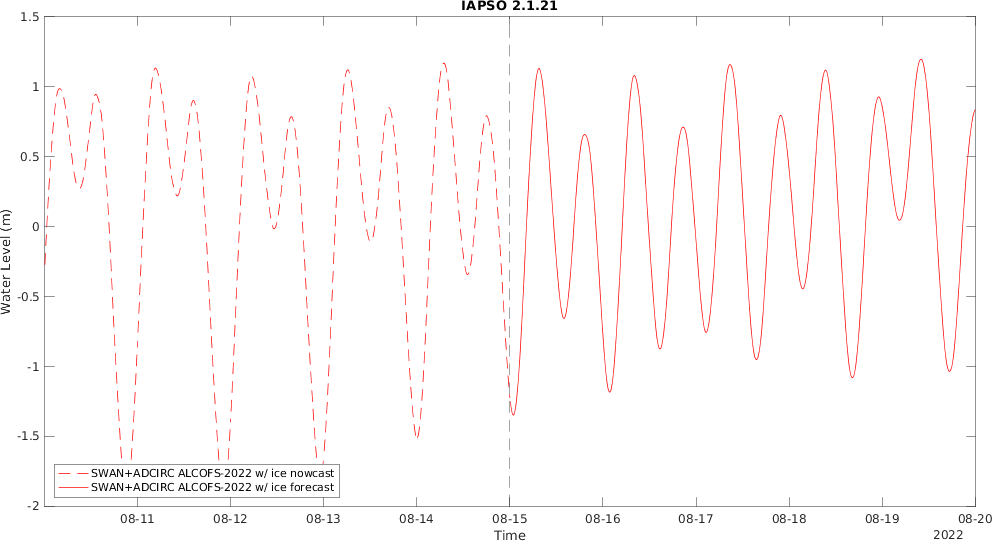 IAPSO 2.1.21
1.5
1
0.5
0
-0.5
-1
-1.5
-2
Water Level (m)
SWAN+ADCIRC ALCOFS-2022 w/ ice nowcast
SWAN+ADCIRC ALCOFS-2022 w/ ice forecast
08-11 08-12 08-13 08-14 08-15 08-16 08-17 08-18 08-19 08-20
Time
2022